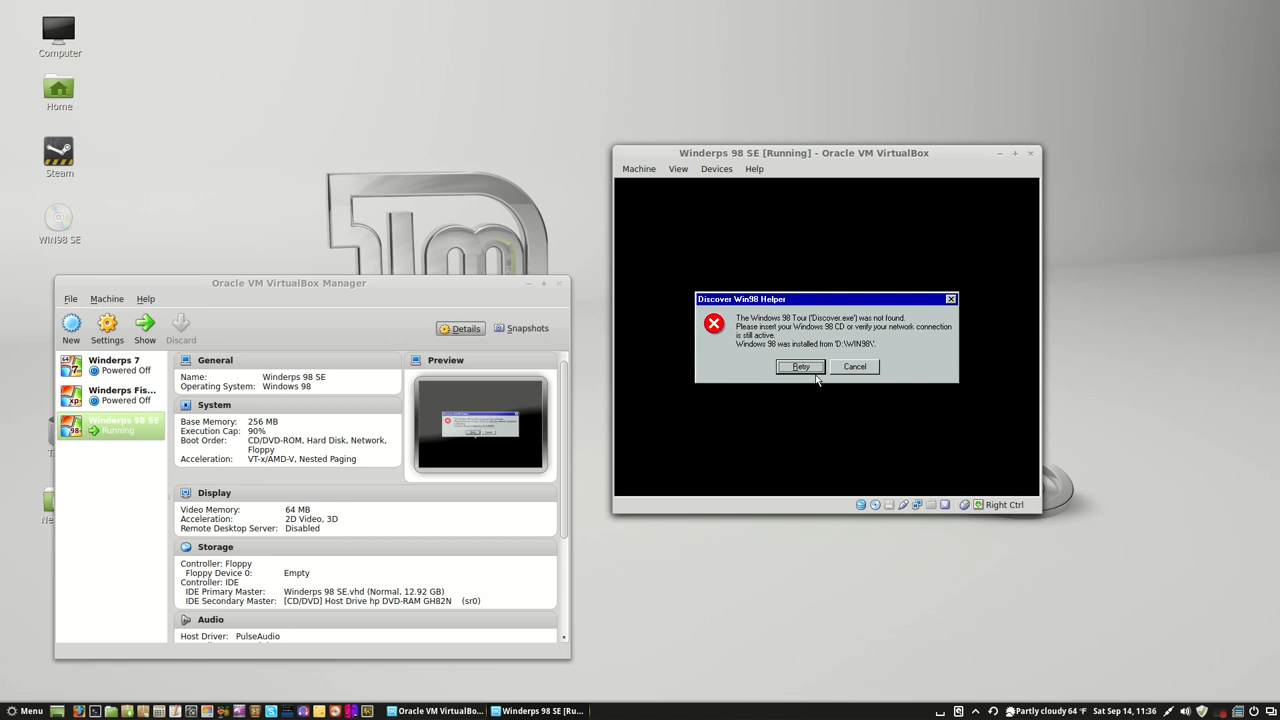 Computer
Home
Steam
WIN98 SE
Oracle VM VirtualBox Manager
File Machine Help
New Settings Show Discard
Details Snapshots
Winderps 7
Powered Off
Winderps Fis...
Powered Off
Winderps 98 SE
Running
General
Name: Winderps 98 SE
Operating System: Windows 98
System
Base Memory: 256 MB
Execution Cap: 90%
Boot Order: CD/DVD-ROM, Hard Disk, Network,
Floppy
Acceleration: VT-x/AMD-V, Nested Paging
Preview
Display
Video Memory: 64 MB
Acceleration: 2D Video, 3D
Remote Desktop Server: Disabled
Storage
Controller: Floppy
Floppy Device 0: Empty
Controller: IDE
IDE Primary Master: Winderps 98 SE.vhd (Normal, 12.92 GB)
IDE Secondary Master: [CD/DVD] Host Drive hp DVD-RAM GH82N (sr0)
Audio
Host Driver: PulseAudio
Winderps 98 SE [Running] - Oracle VM VirtualBox
Machine View Devices Help
Discover Win98 Helper
The Windows 98 Tour ('Discover.exe') was not found.
Please insert your Windows 98 CD or verify your network connection
is still active.
Windows 98 was installed from 'D:\WIN98\'.
Retry Cancel
Right Ctrl
Menu
Oracle VM VirtualBo...
Winderps 98 SE [Ru...
Partly cloudy 64 °F
Sat Sep 14, 11:36